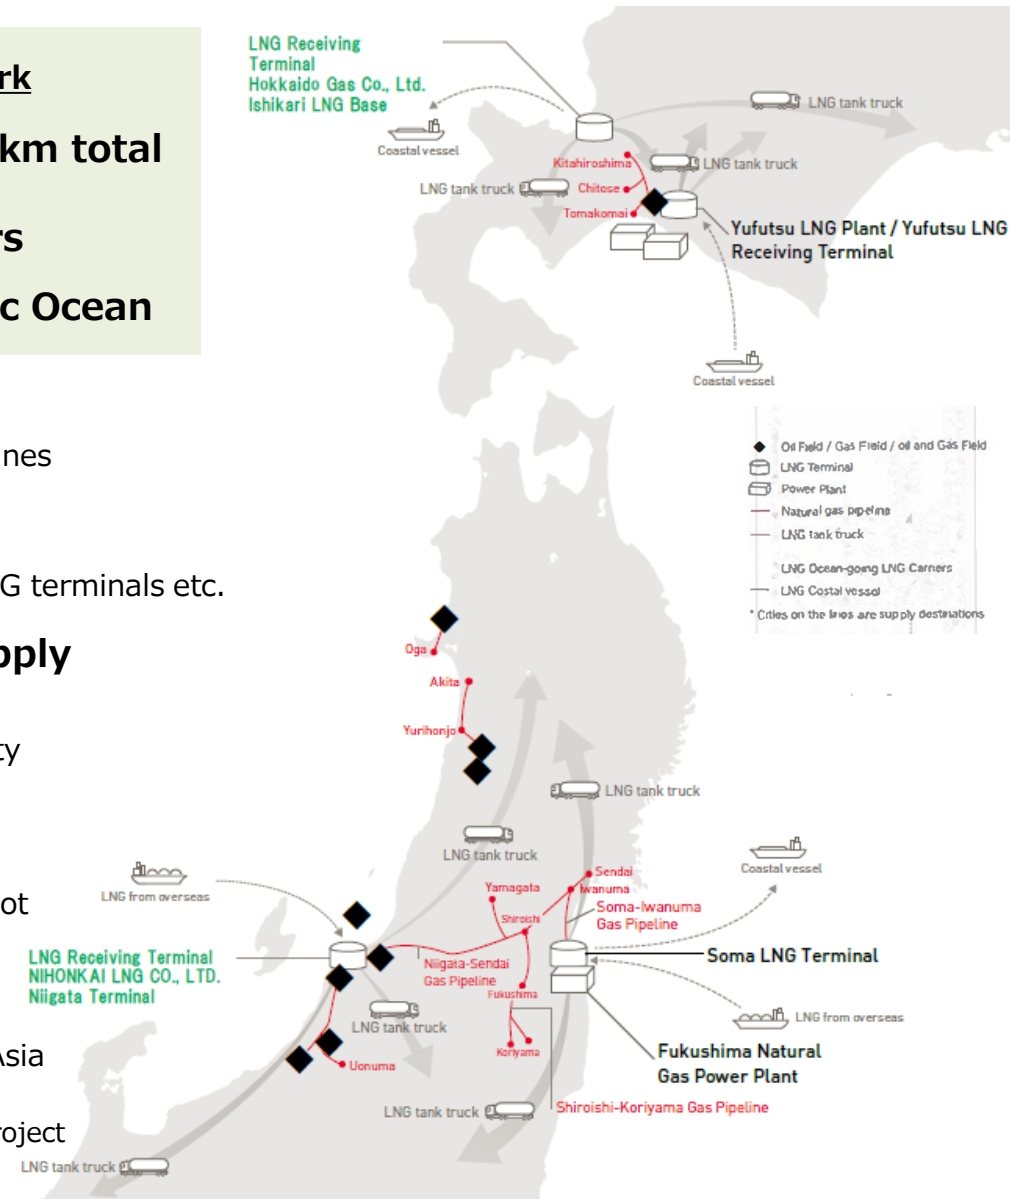 rk
km total
rs
c Ocean
nes
G terminals etc.
pply
ty
ot
Asia
roject
LNG Receiving
Terminal
Hokkaido Gas Co., Ltd.
Ishikari LNG Base
Coastal vessel
LNG tank truck
Kitahiroshima
LNG tank truck
LNG tank truck
Chitose
Tomakomai
Yufutsu LNG Plant / Yufutsu LNG
Receiving Terminal
Coastal vessel
Oil Field / Gas Field / oil and Gas Field
LNG Terminal
Power Plant
Natural gas pipeline
LNG tank truck
LNG Ocean-going LNG Carriers
LNG Costal vessel
* Cities on the lines are supply destinations
Oga
Akita
Yurihonjo
LNG tank truck
LNG tank truck
Coastal vessel
LNG from overseas
Sendai
Yamagata
Iwanuma
Shiroishi
Soma-Iwanuma
Gas Pipeline
LNG Receiving Terminal
NIHONKAI LNG CO., LTD.
Niigata Terminal
Niigata-Sendai
Gas Pipeline
Soma LNG Terminal
Fukushima
LNG from overseas
LNG tank truck
Koriyama
Fukushima Natural
Gas Power Plant
Uonuma
LNG tank truck
Shiroishi-Koriyama Gas Pipeline
LNG tank truck